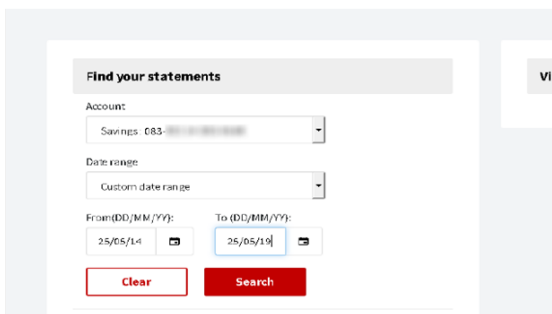 Find your statements
Vi
Account
Savings: 083-
Date range
Custom date range
From(DD/MM/YY): To (DD/MM/YY):
25/05/14 25/05/19
Clear Search